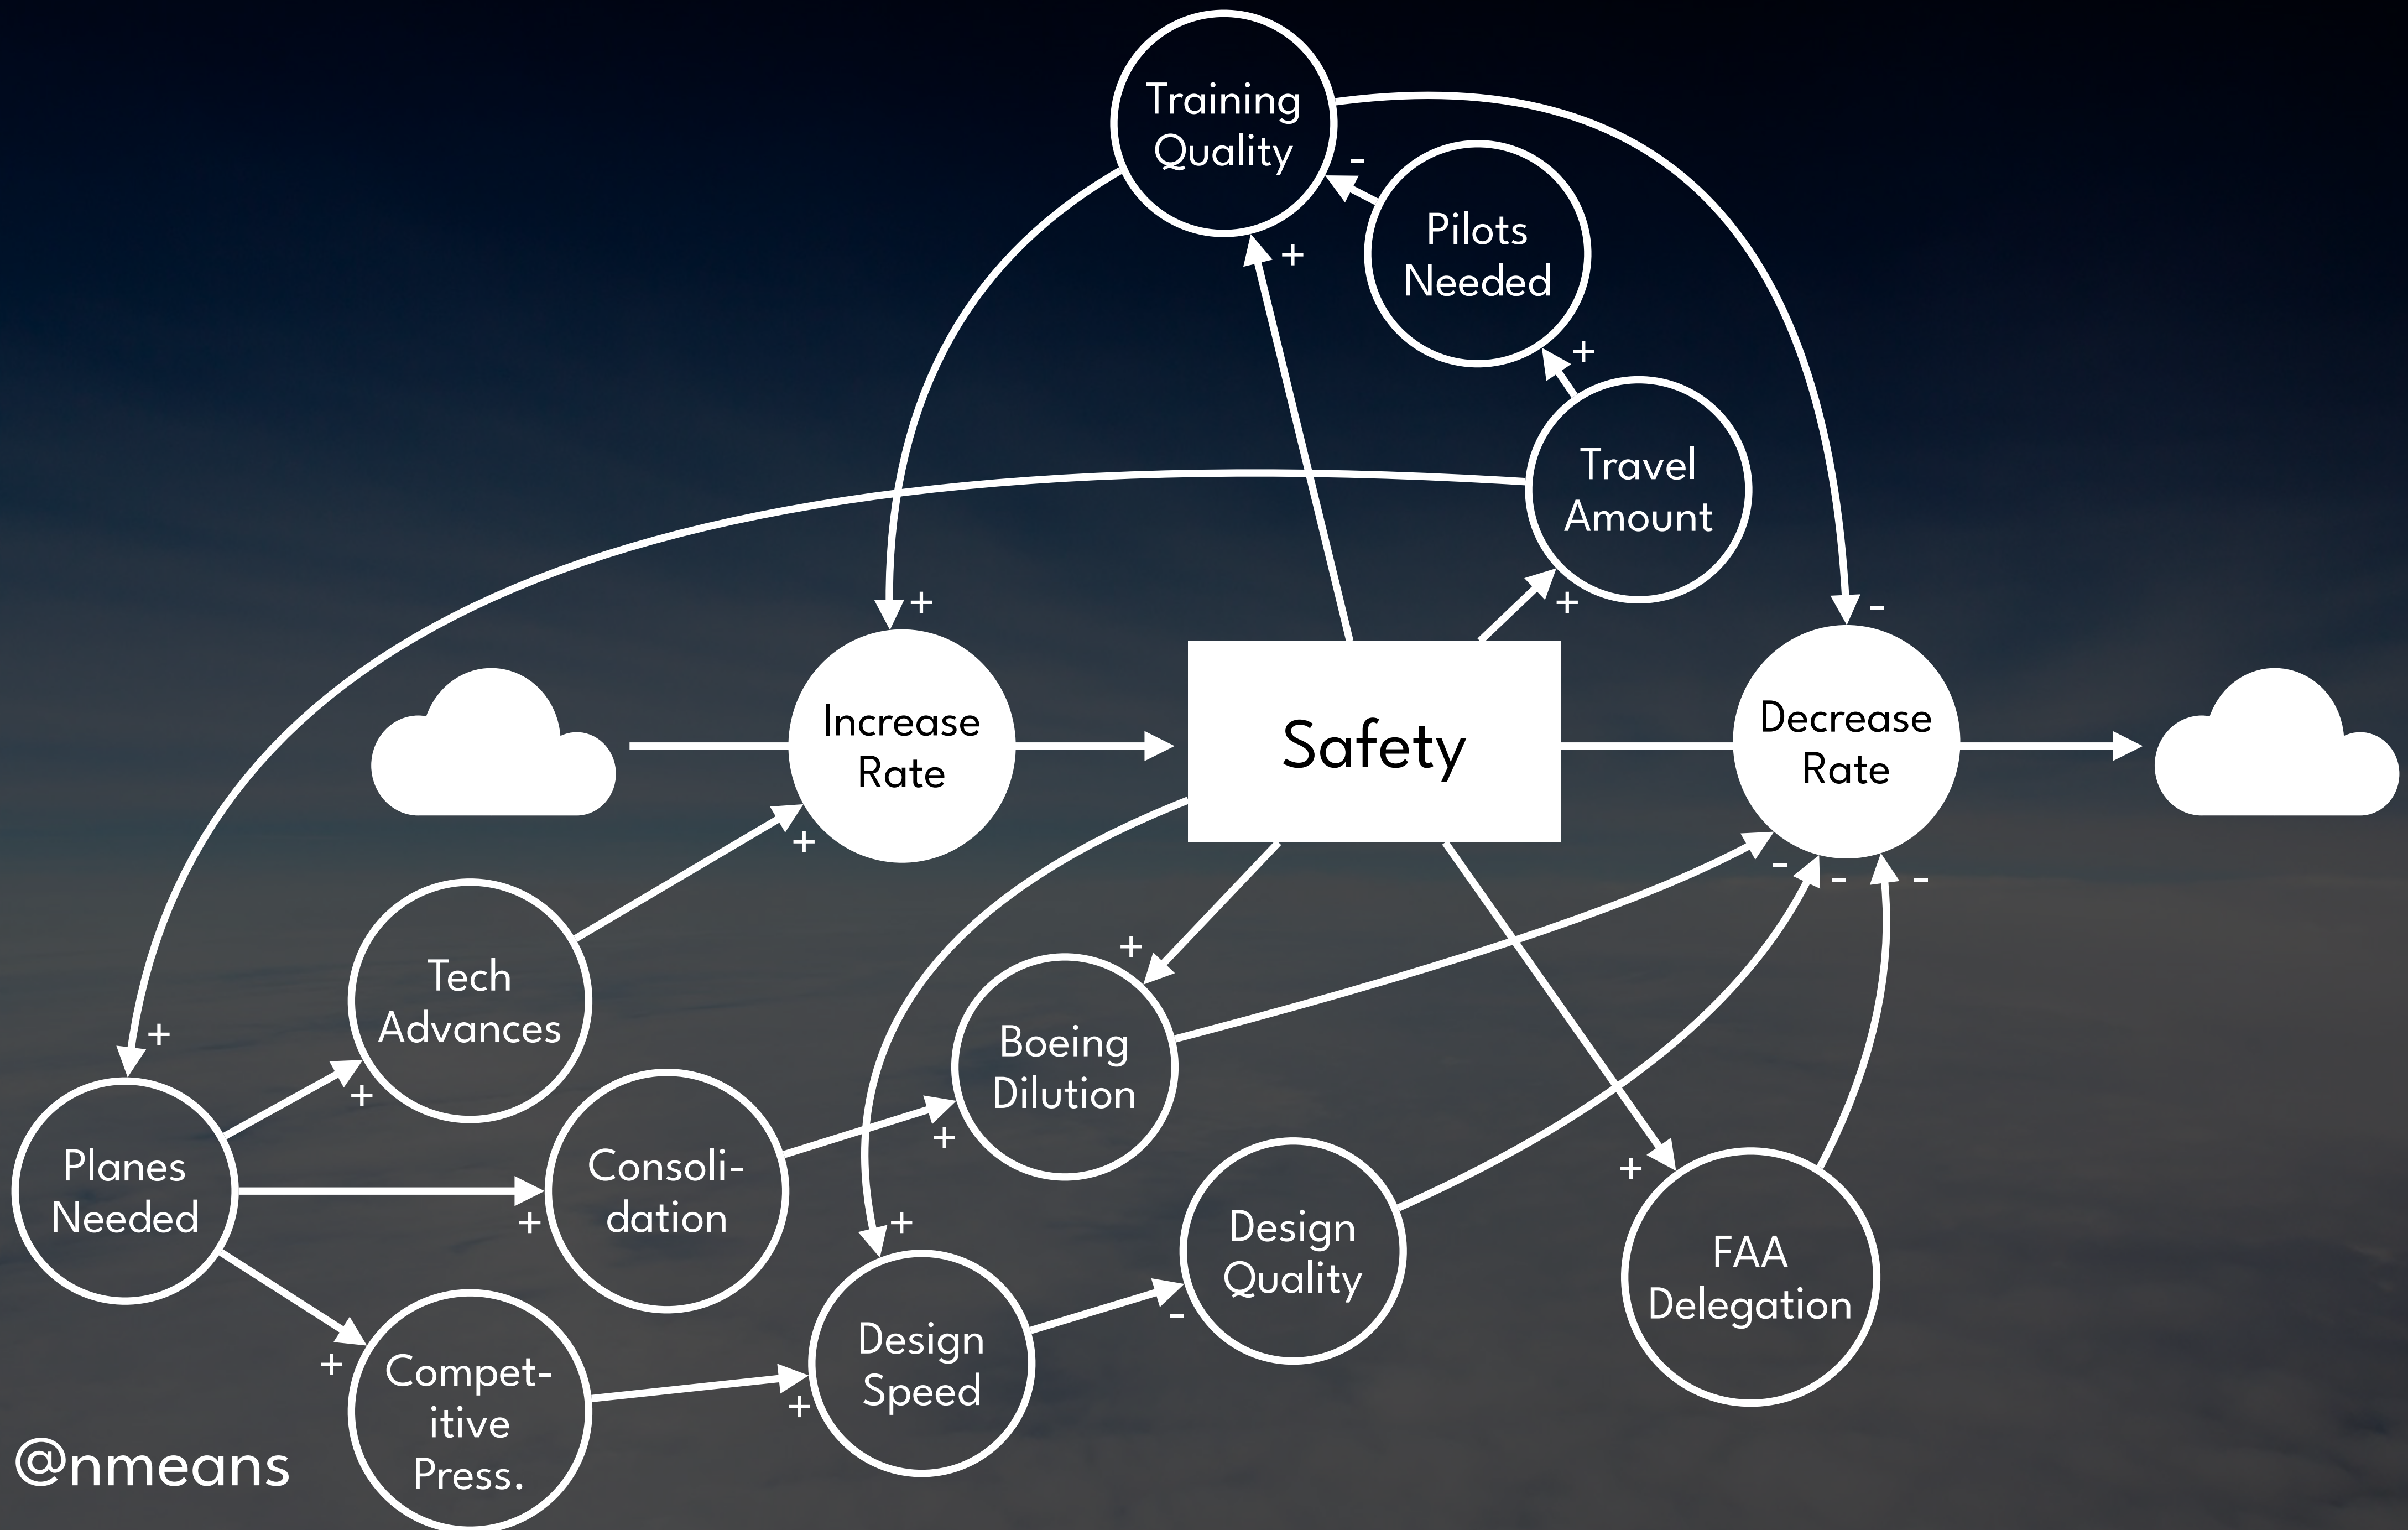 Training
Quality
-
Pilots
Needed
+
+
Travel
Amount
+
+
-
Increase
Rate
Safety
Decrease
Rate
+
-
-
-
+
Tech
Advances
+
+
Boeing
Dilution
+
Planes
Needed
Consoli-
dation
+
+
+
Design
Quality
-
FAA
Delegation
+
Compet-
itive
Press.
+
Design
Speed
@nmeans